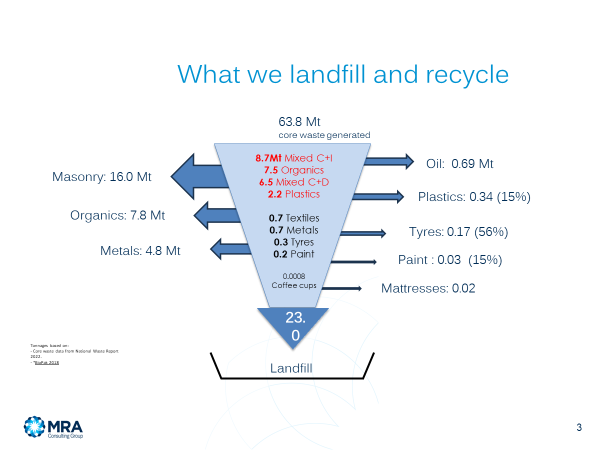 What we landfill and recycle
63.8 Mt
core waste generated
8.7Mt Mixed C+I
7.5 Organics
6.5 Mixed C+D
2.2 Plastics
0.7 Textiles
0.7 Metals
0.3 Tyres
0.2 Paint
0.0008
Coffee cups
23.
0
Landfill
Masonry: 16.0 Mt
Organics: 7.8 Mt
Metals: 4.8 Mt
Oil: 0.69 Mt
Plastics: 0.34 (15%)
Tyres: 0.17 (56%)
Paint : 0.03 (15%)
Mattresses: 0.02
Tonnages based on:
- Core waste data from National Waste Report
2022
MRA
Consulting Group
3